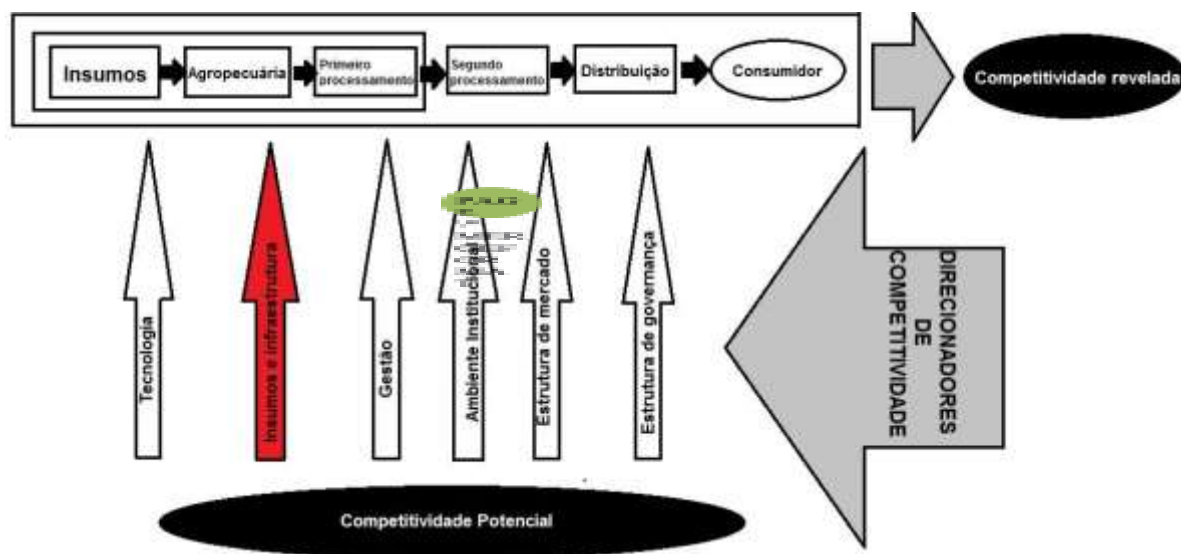 Insumos
Agropecuária
Primeiro
processamento
Segundo
processamento
Distribuição
Consumidor
Competitividade revelada
Tecnologia
Insumos e infraestrutura
Gestão
Ambiente Institucional
Estrutura de mercado
Estrutura de governança
DIRECIONADORES
DE
COMPETITIVIDADE
Competitividade Potencial